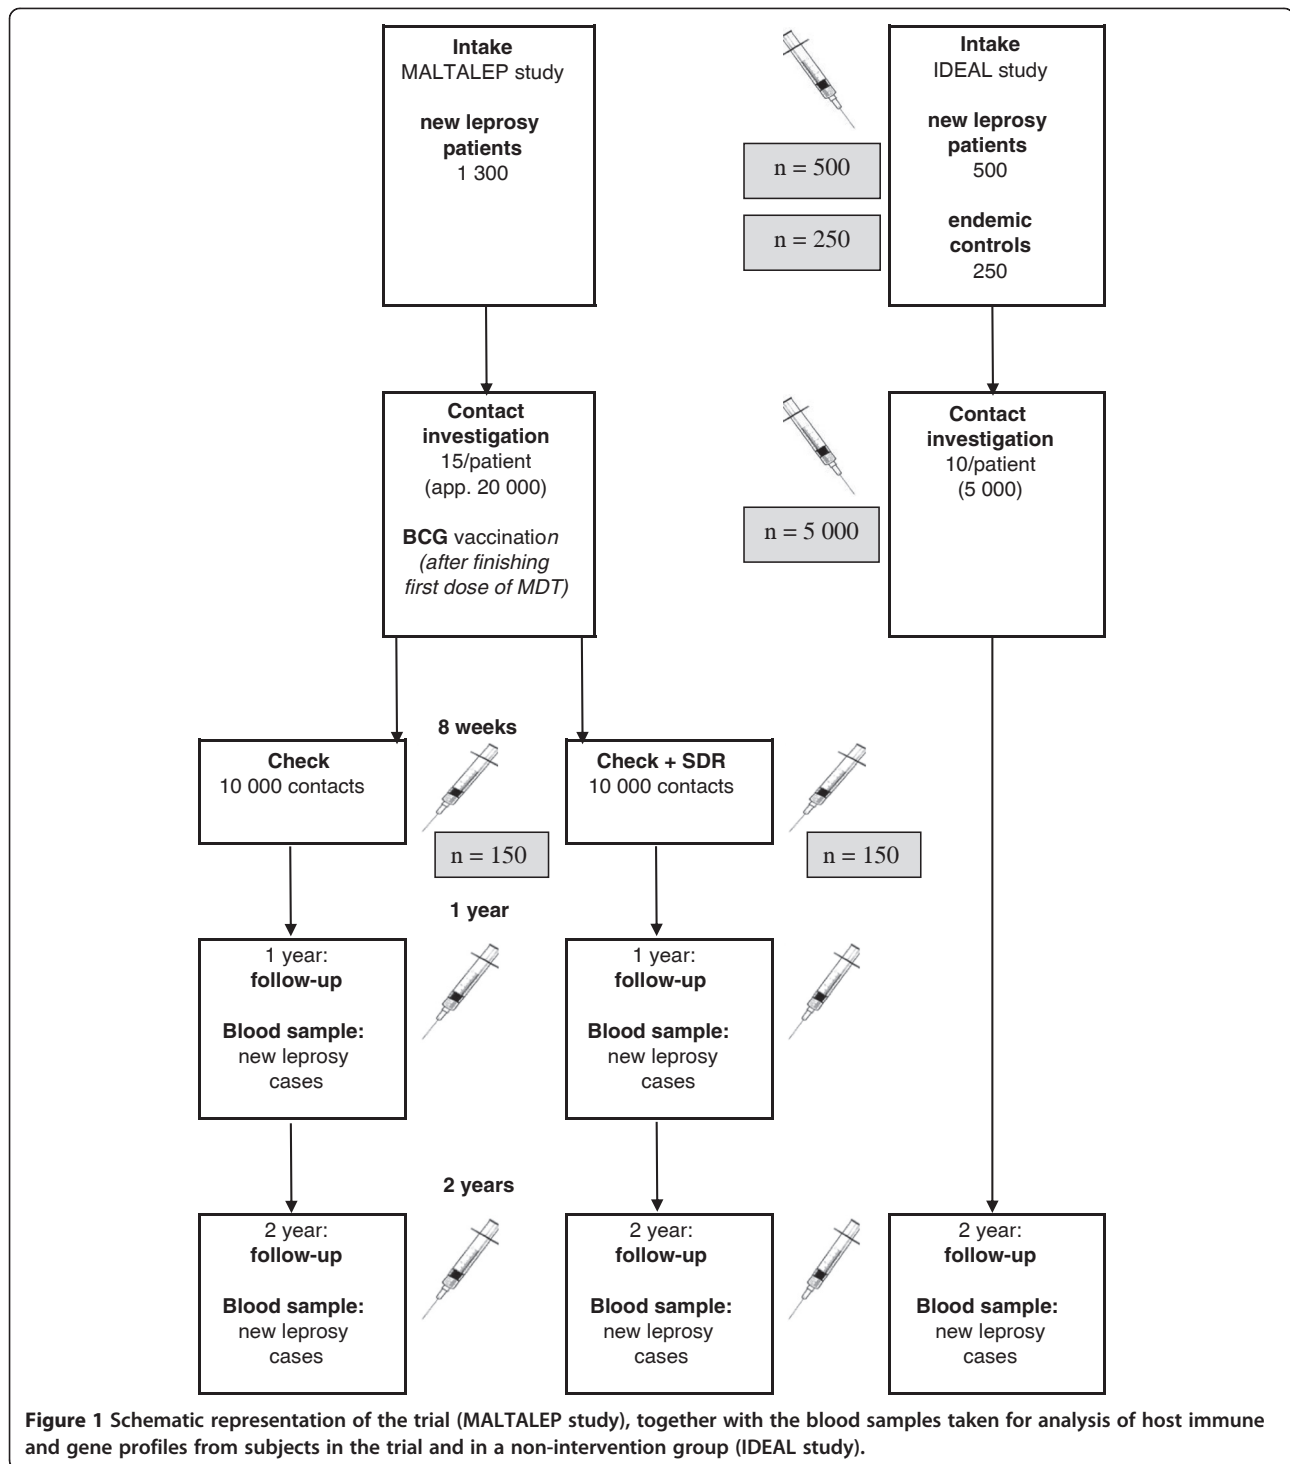 Intake
MALTALEP study
new leprosy
patients
1 300
Intake
IDEAL study
new leprosy
patients
500
endemic
controls
250
n = 500
n = 250
Contact
investigation
15/patient
(app. 20 000)
BCG vaccination
(after finishing
first dose of MDT)
Contact
investigation
10/patient
(5 000)
n = 5 000
8 weeks
Check
10 000 contacts
Check + SDR
10 000 contacts
n = 150
n = 150
1 year
1 year:
follow-up
Blood sample:
new leprosy
cases
1 year:
follow-up
Blood sample:
new leprosy
cases
2 years
2 year:
follow-up
Blood sample:
new leprosy
cases
2 year:
follow-up
Blood sample:
new leprosy
cases
2 year:
follow-up
Blood sample:
new leprosy
cases
Figure 1 Schematic representation of the trial (MALTALEP study), together with the blood samples taken for analysis of host immune
and gene profiles from subjects in the trial and in a non-intervention group (IDEAL study).